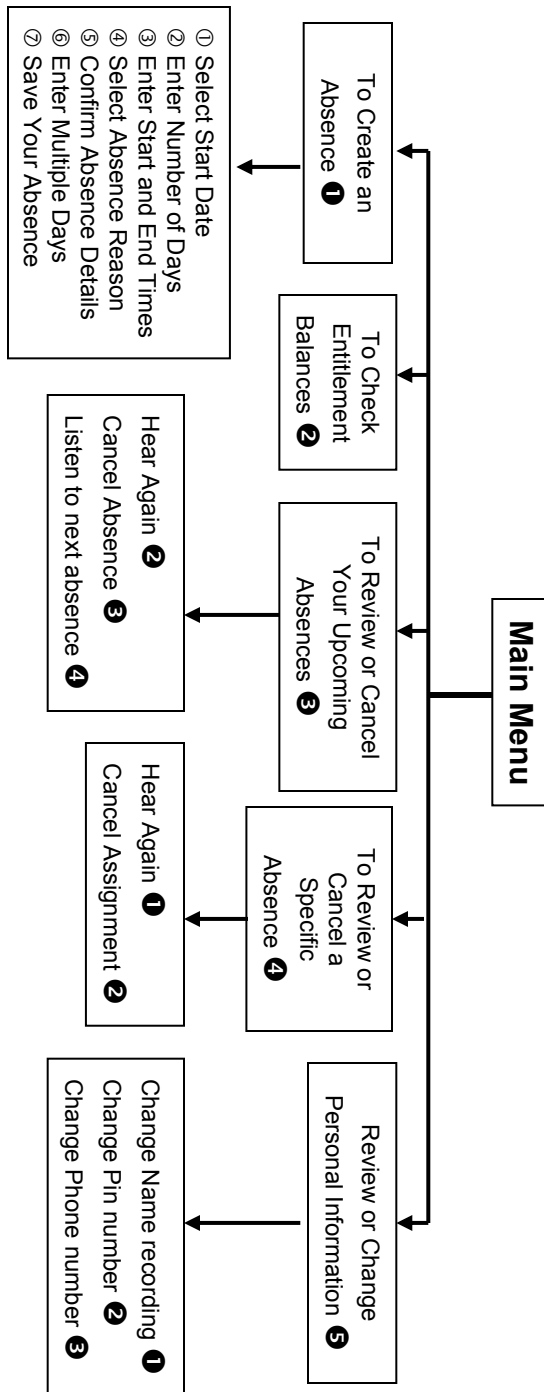 Main Menu
To Create an
Absence ❶
To Check
Entitlement
Balances ❷
To Review or Cancel
Your Upcoming
Absences ❸
To Review or
Cancel a
Specific
Absence ❹
Review or Change
Personal Information ❺
① Select Start Date
② Enter Number of Days
③ Enter Start and End Times
④ Select Absence Reason
⑤ Confirm Absence Details
⑥ Enter Multiple Days
⑦ Save Your Absence
Hear Again ❷
Cancel Absence ❸
Listen to next absence ❹
Hear Again ❶
Cancel Assignment ❷
Change Name recording ❶
Change Pin number ❷
Change Phone number ❸